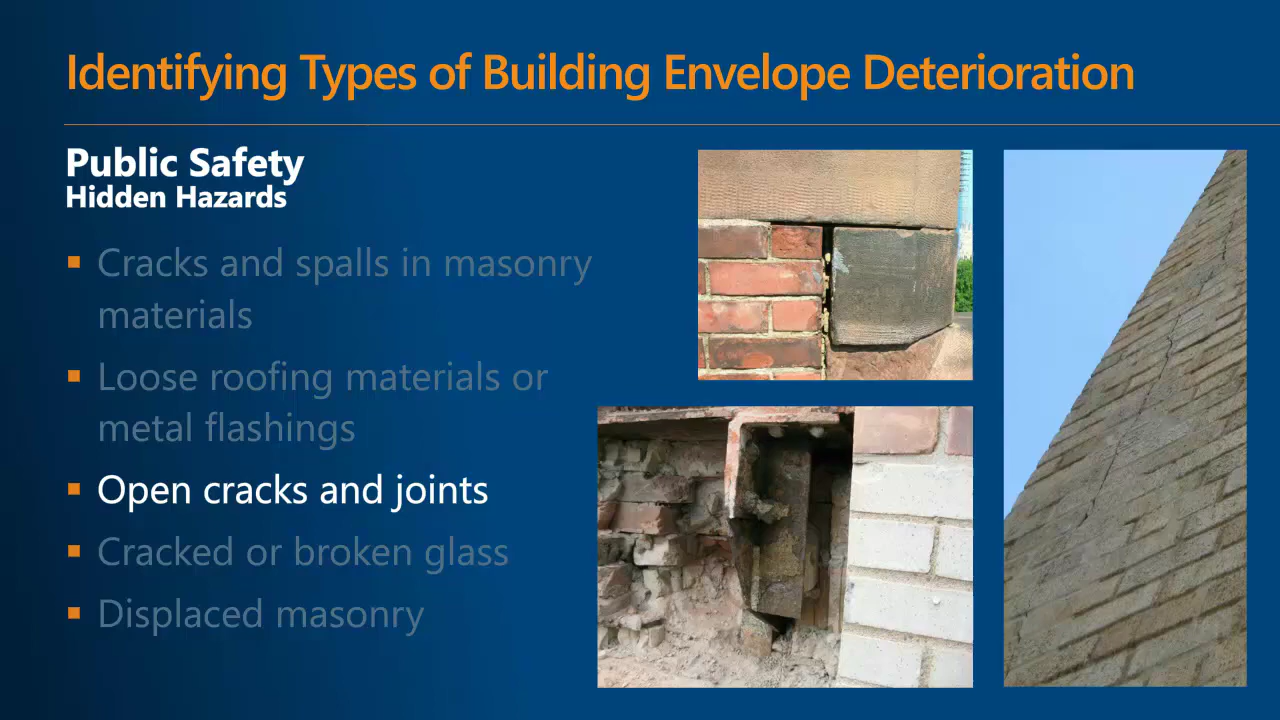 Identifying Types of Building Envelope Deterioration
Public Safety
Hidden Hazards
Cracks and spalls in masonry
materials
Loose roofing materials or
metal flashings
Open cracks and joints
Cracked or broken glass
Displaced masonry